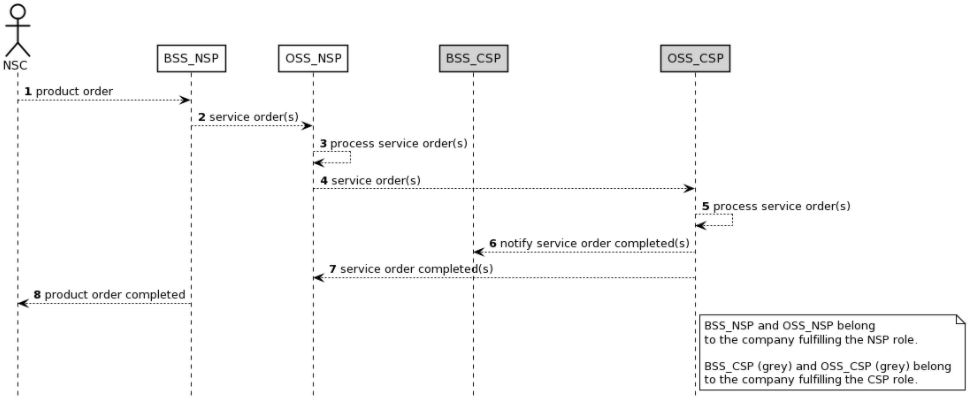 NSC
BSS_NSP
OSS_NSP
BSS_CSP
OSS_CSP
1 product order
2 service order(s)
3 process service order(s)
4 service order(s)
5 process service order(s)
6 notify service order completed(s)
7 service order completed(s)
8 product order completed
BSS_NSP and OSS_NSP belong
to the company fulfilling the NSP role.
BSS_CSP (grey) and OSS_CSP (grey) belong
to the company fulfilling the CSP role.